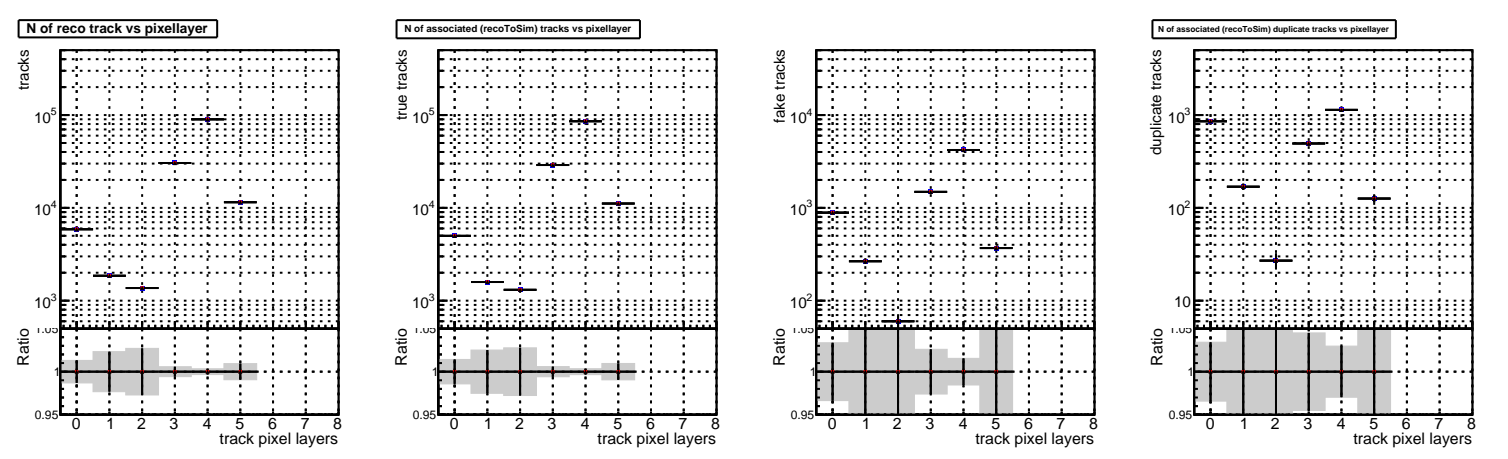 N of reco track vs pixellayer
N of associated (recoToSim) tracks vs pixellayer
N of associated (recoToSim) duplicate tracks vs pixellayer
tracks
10^5
10^4
10^3
Ratio
1.05
1
0.95
0 1 2 3 4 5 6 7 8
track pixel layers
true tracks
10^5
10^4
10^3
Ratio
1.05
1
0.95
0 1 2 3 4 5 6 7 8
track pixel layers
fake tracks
10^4
10^3
10^2
Ratio
1.05
1
0.95
0 1 2 3 4 5 6 7 8
track pixel layers
duplicate tracks
10^3
10^2
10
Ratio
1.05
1
0.95
0 1 2 3 4 5 6 7 8
track pixel layers